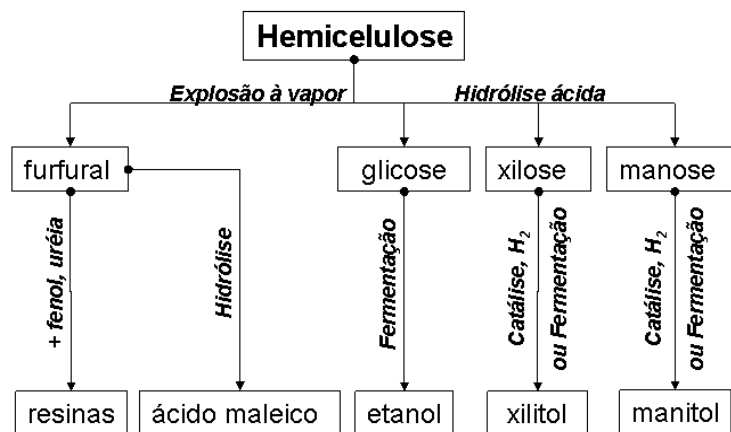 Hemicelulose
Explosão à vapor
Hidrólise ácida
furfural
glicose
xilose
manose
+ fenol, uréia
Hidrólise
Fermentação
Catálise, H₂
ou Fermentação
Catálise, H₂
ou Fermentação
resinas
ácido maleico
etanol
xilitol
manitol